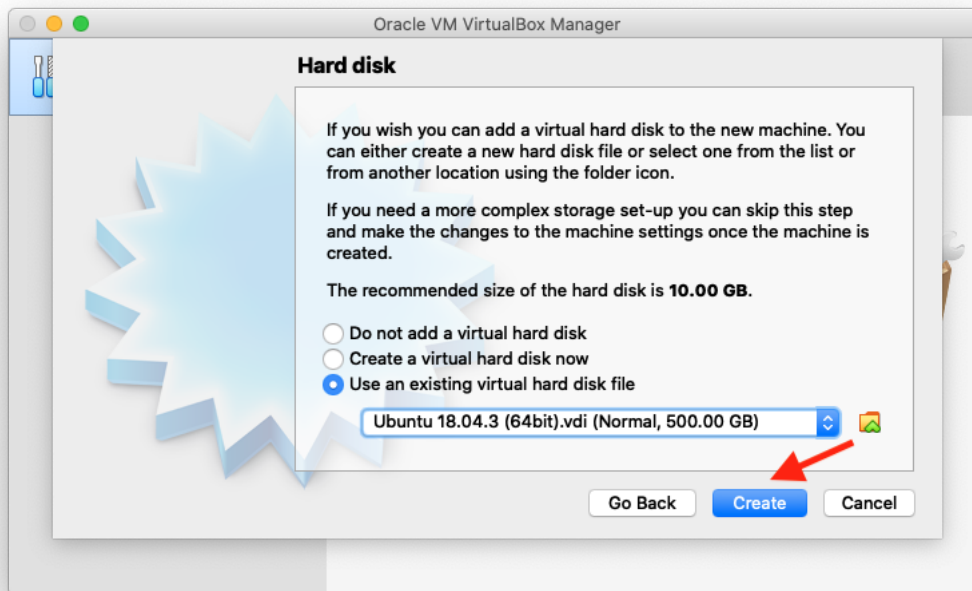 Oracle VM VirtualBox Manager
Hard disk
If you wish you can add a virtual hard disk to the new machine. You
can either create a new hard disk file or select one from the list or
from another location using the folder icon.
If you need a more complex storage set-up you can skip this step
and make the changes to the machine settings once the machine is
created.
The recommended size of the hard disk is 10.00 GB.
Do not add a virtual hard disk
Create a virtual hard disk now
Use an existing virtual hard disk file
Ubuntu 18.04.3 (64bit).vdi (Normal, 500.00 GB)
Go Back Create Cancel